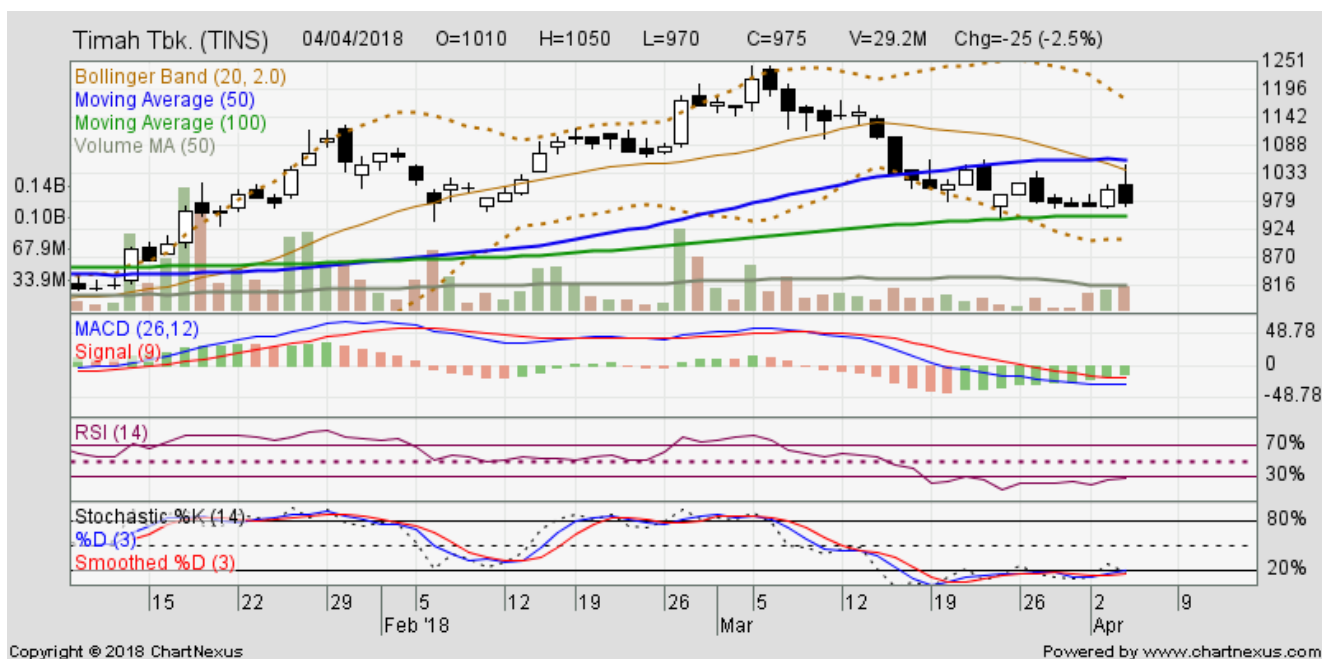 Timah Tbk. (TINS) 04/04/2018 O=1010 H=1050 L=970 C=975 V=29.2M Chg=-25 (-2.5%)
Bollinger Band (20, 2.0)
Moving Average (50)
Moving Average (100)
Volume MA (50)
1251
1196
1142
1088
1033
979
924
870
816
0.14B
0.10B
67.9M
33.9M
MACD (26,12)
Signal (9)
48.78
0
-48.78
RSI (14)
70%
30%
Stochastic %K (14)
%D (3)
Smoothed %D (3)
80%
20%
15 22 29 5 12 19 26 5 12 19 26 2 9
Feb '18 Mar Apr
Copyright © 2018 ChartNexus Powered by www.chartnexus.com